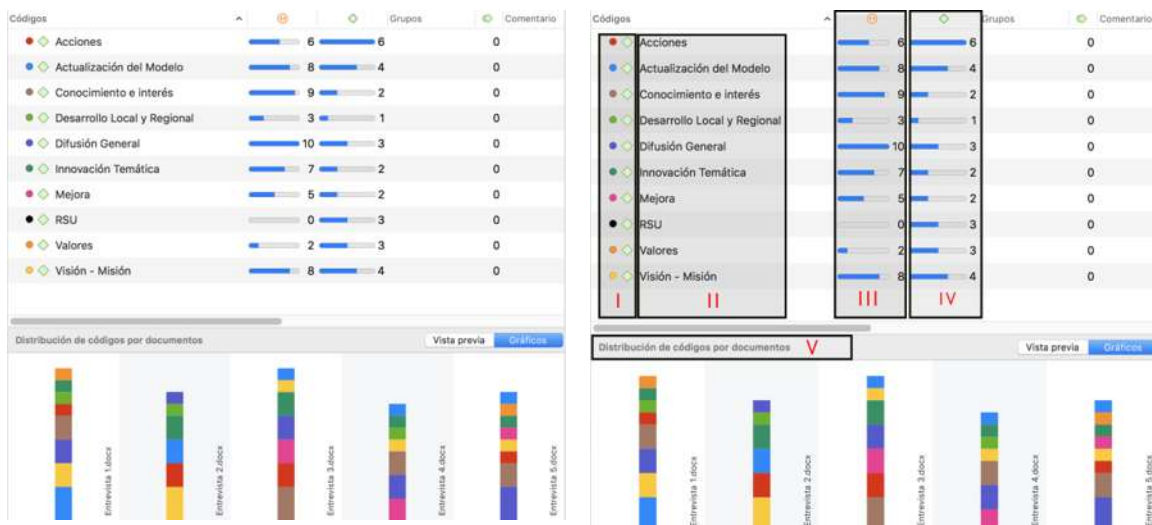 Códigos Grupos Comentario
Acciones 6 6 0
Actualización del Modelo 8 4 0
Conocimiento e interés 9 2 0
Desarrollo Local y Regional 3 1 0
Difusión General 10 3 0
Innovación Temática 7 2 0
Mejora 5 2 0
RSU 0 3 0
Valores 2 3 0
Visión - Misión 8 4 0
Distribución de códigos por documentos Vista previa Gráficos
Entrevista 1.docx
Entrevista 2.docx
Entrevista 3.docx
Entrevista 4.docx
Entrevista 5.docx
Códigos Grupos Comentario
Acciones 6 6 0
Actualización del Modelo 8 4 0
Conocimiento e interés 9 2 0
Desarrollo Local y Regional 3 1 0
Difusión General 10 3 0
Innovación Temática 7 2 0
Mejora 5 2 0
RSU 0 3 0
Valores 2 3 0
Visión - Misión 8 4 0
I II III IV
Distribución de códigos por documentos V Vista previa Gráficos
Entrevista 1.docx
Entrevista 2.docx
Entrevista 3.docx
Entrevista 4.docx
Entrevista 5.docx